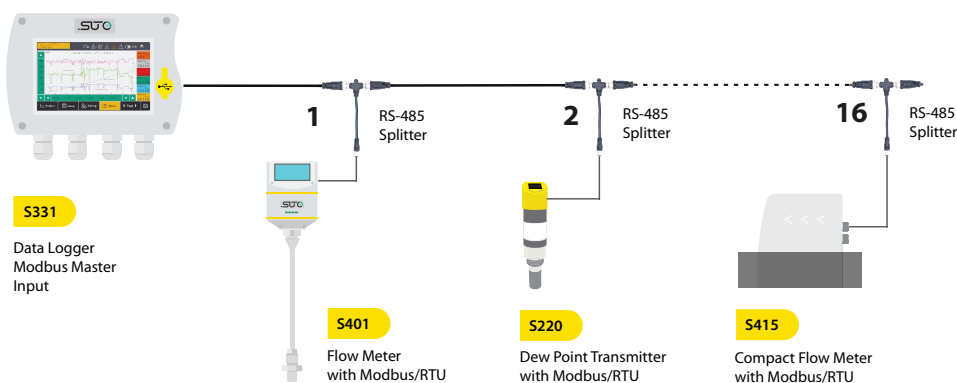 SUO
1
RS-485
Splitter
2
RS-485
Splitter
16
RS-485
Splitter
SUO
< < <
S331
Data Logger
Modbus Master
Input
S401
Flow Meter
with Modbus/RTU
S220
Dew Point Transmitter
with Modbus/RTU
S415
Compact Flow Meter
with Modbus/RTU